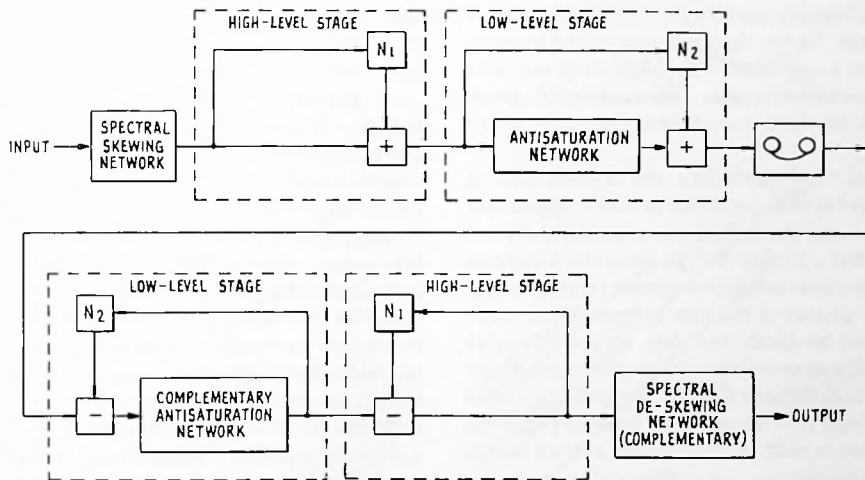 HIGH-LEVEL STAGE
LOW-LEVEL STAGE
N1
N2
INPUT
SPECTRAL
SKEWING
NETWORK
+
ANTISATURATION
NETWORK
+
LOW-LEVEL STAGE
HIGH-LEVEL STAGE
N2
N1
−
COMPLEMENTARY
ANTISATURATION
NETWORK
−
SPECTRAL
DE-SKEWING
NETWORK
(COMPLEMENTARY)
OUTPUT